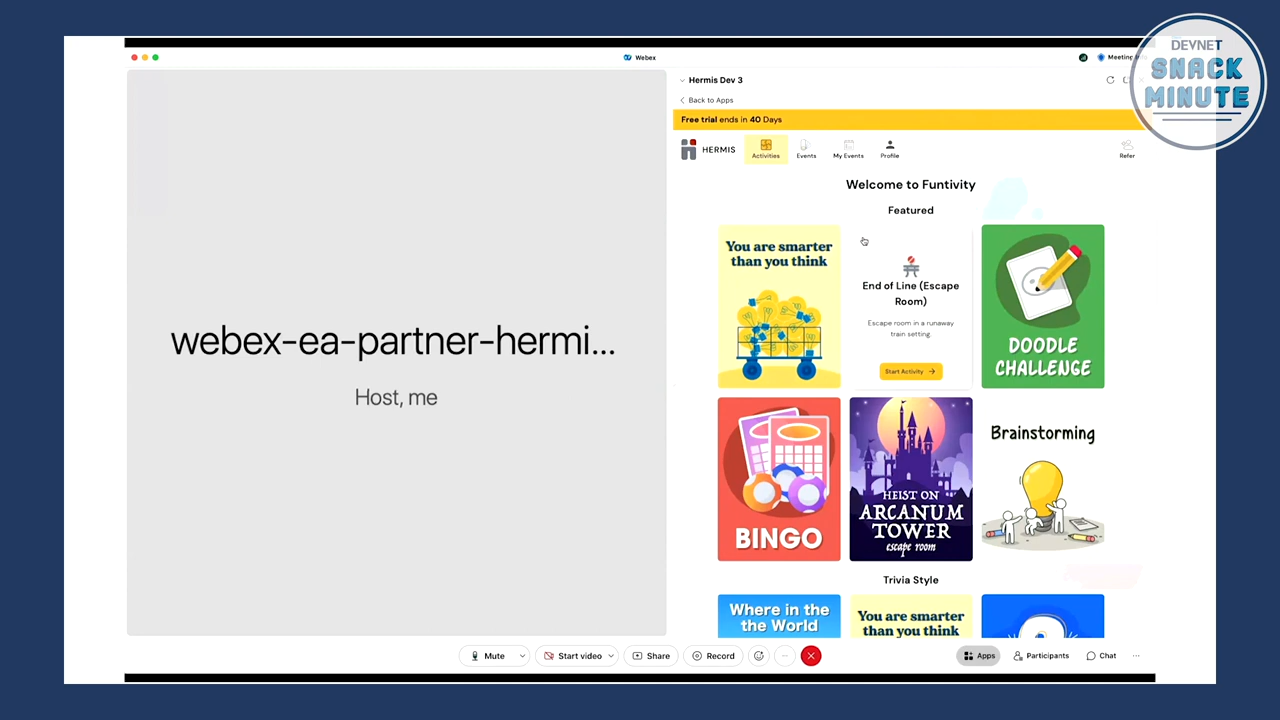 DEVNET
SNACK
MINUTE
Webex
Meeting
Hermis Dev 3
Back to Apps
Free trial ends in 40 Days
HERMIS
Activities
Events
My Events
Profile
Refer
Welcome to Funtivity
Featured
You are smarter
than you think
End of Line (Escape
Room)
Escape room in a runaway
train setting
Start Activity
DOODLE
CHALLENGE
BINGO
HEIST ON
ARCANUM
TOWER
escape room
Brainstorming
Trivia Style
Where in the
the World
You are smarter
than you think
webex-ea-partner-hermi...
Host, me
Mute
Start video
Share
Record
Apps
Participants
Chat